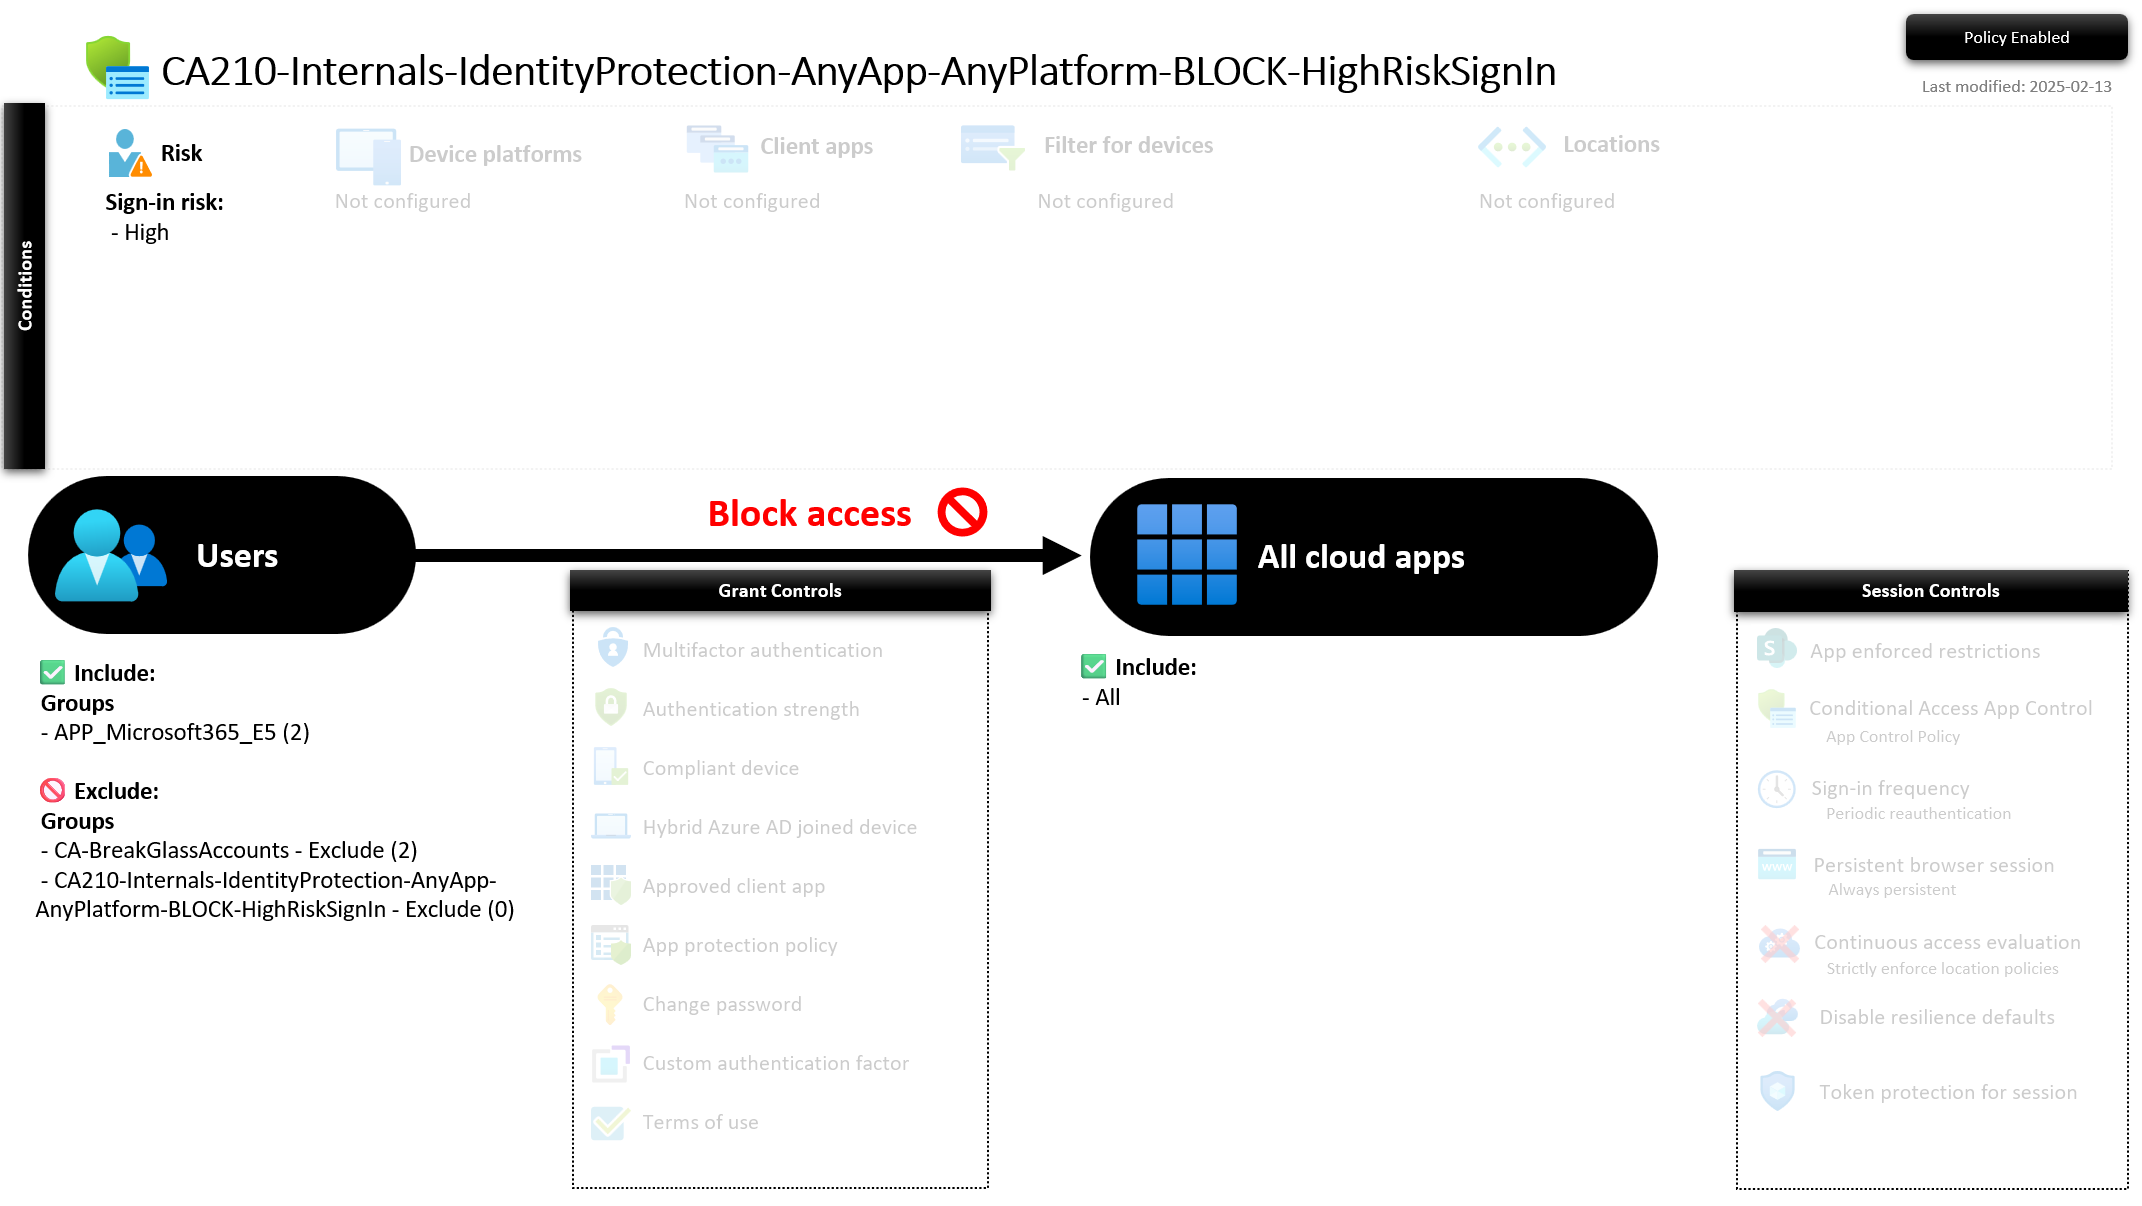 CA210-Internals-IdentityProtection-AnyApp-AnyPlatform-BLOCK-HighRiskSignIn
Policy Enabled
Last modified: 2025-02-13
Conditions
Risk
Sign-in risk:
- High
Device platforms
Not configured
Client apps
Not configured
Filter for devices
Not configured
Locations
Not configured
Users
Block access
All cloud apps
Include:
Groups
- APP_Microsoft365_E5 (2)
Exclude:
Groups
- CA-BreakGlassAccounts - Exclude (2)
- CA210-Internals-IdentityProtection-AnyApp-
AnyPlatform-BLOCK-HighRiskSignIn - Exclude (0)
Grant Controls
Multifactor authentication
Authentication strength
Compliant device
Hybrid Azure AD joined device
Approved client app
App protection policy
Change password
Custom authentication factor
Terms of use
Include:
- All
Session Controls
S
App enforced restrictions
Conditional Access App Control
App Control Policy
Sign-in frequency
Periodic reauthentication
www
Persistent browser session
Always persistent
Continuous access evaluation
Strictly enforce location policies
Disable resilience defaults
Token protection for session